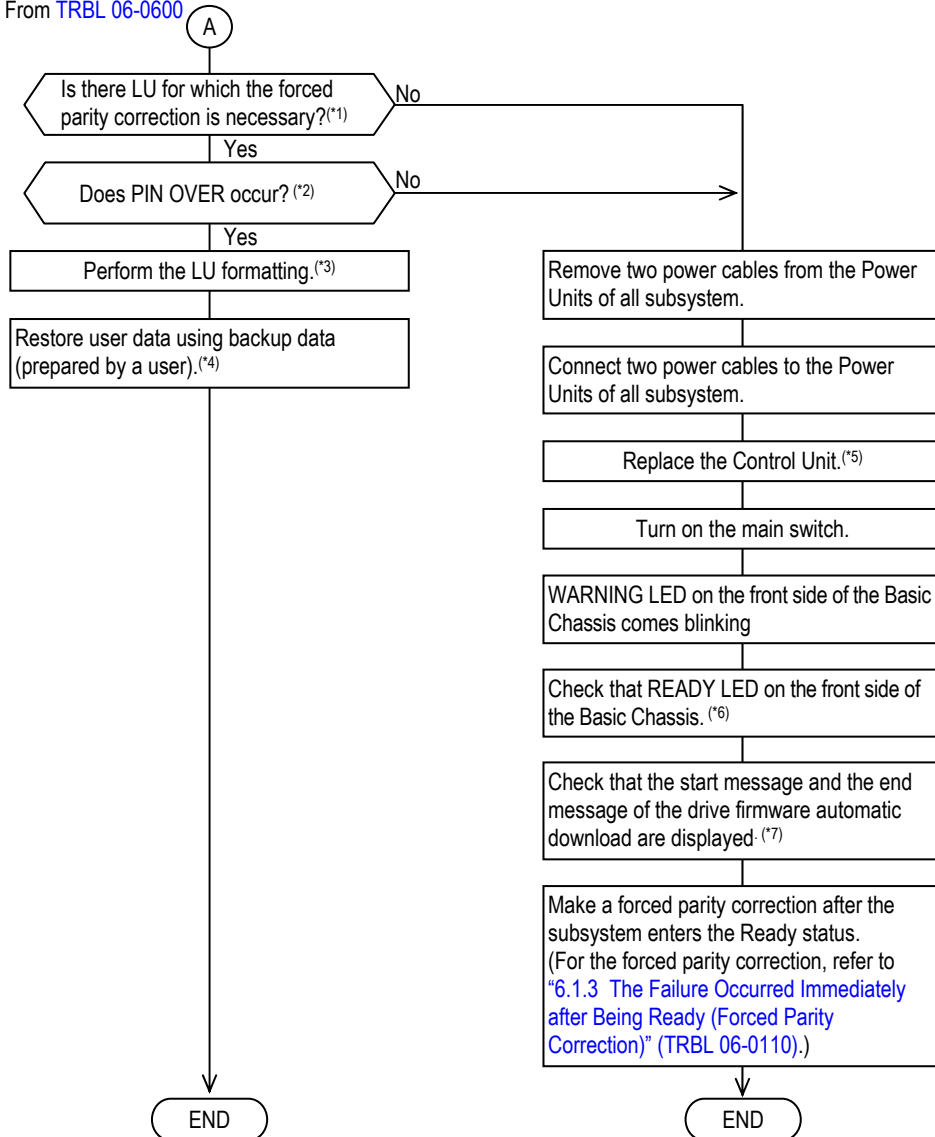 From TRBL 06-0600
A
Is there LU for which the forced
parity correction is necessary?(*1)
No
Yes
Does PIN OVER occur? (*2)
No
Yes
Perform the LU formatting.(*3)
Restore user data using backup data
(prepared by a user).(*4)
END
Remove two power cables from the Power
Units of all subsystem.
Connect two power cables to the Power
Units of all subsystem.
Replace the Control Unit.(*5)
Turn on the main switch.
WARNING LED on the front side of the Basic
Chassis comes blinking
Check that READY LED on the front side of
the Basic Chassis. (*6)
Check that the start message and the end
message of the drive firmware automatic
download are displayed. (*7)
Make a forced parity correction after the
subsystem enters the Ready status.
(For the forced parity correction, refer to
“6.1.3 The Failure Occurred Immediately
after Being Ready (Forced Parity
Correction)” (TRBL 06-0110).)
END